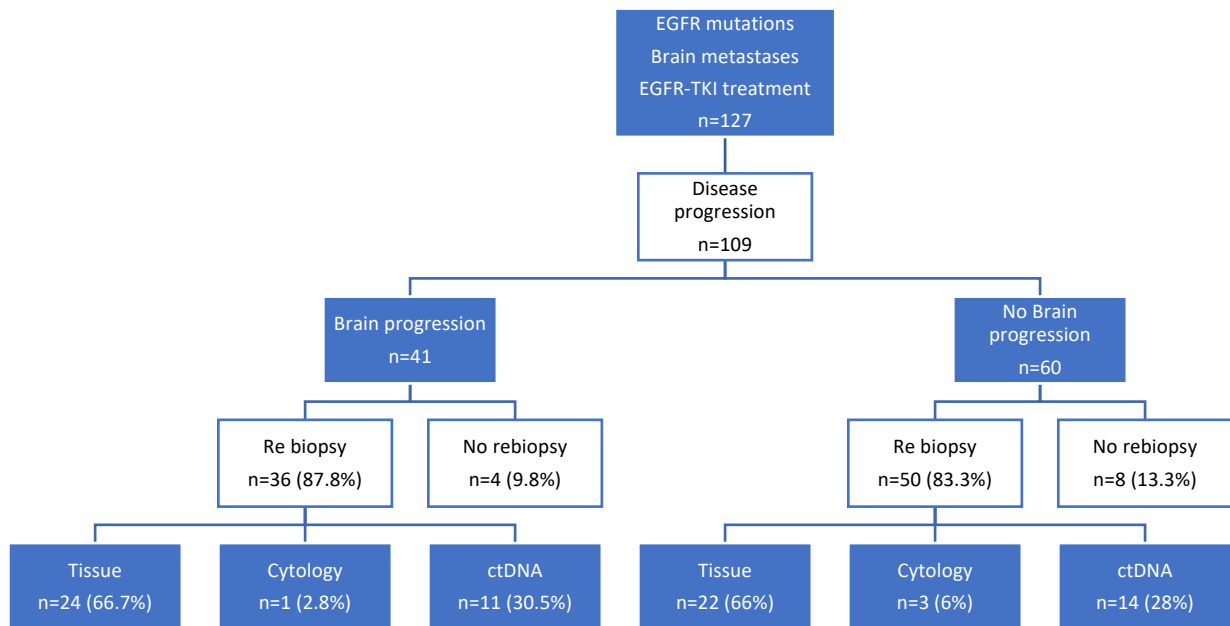 EGFR mutations
Brain metastases
EGFR-TKI treatment
n=127
Disease
progression
n=109
Brain progression
n=41
No Brain
progression
n=60
Re biopsy
n=36 (87.8%)
No rebiopsy
n=4 (9.8%)
Re biopsy
n=50 (83.3%)
No rebiopsy
n=8 (13.3%)
Tissue
n=24 (66.7%)
Cytology
n=1 (2.8%)
ctDNA
n=11 (30.5%)
Tissue
n=22 (66%)
Cytology
n=3 (6%)
ctDNA
n=14 (28%)